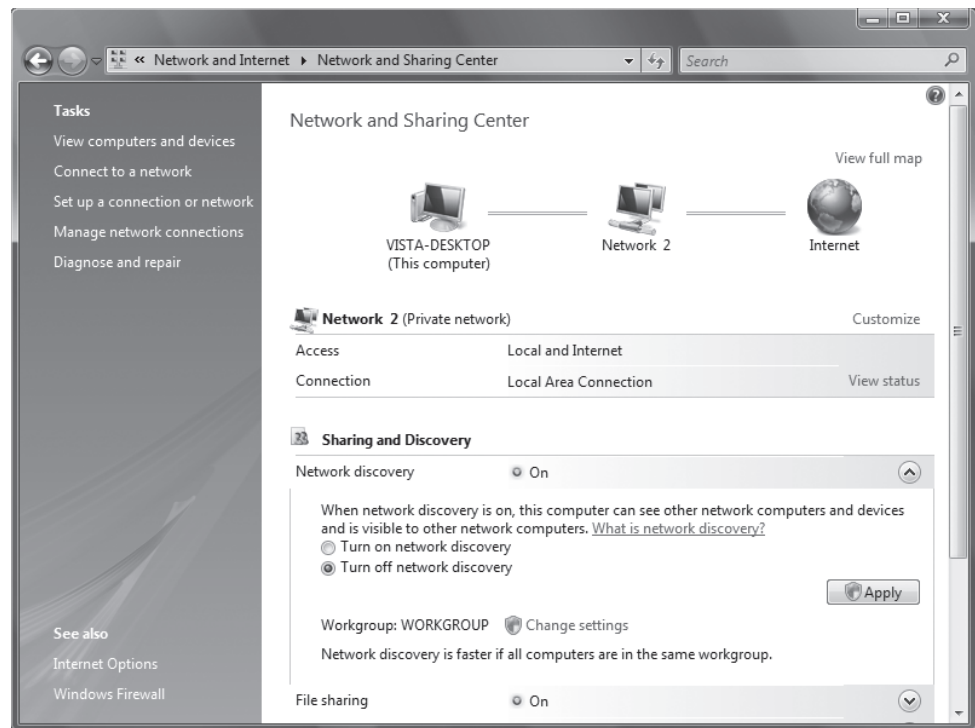 « Network and Internet ▸ Network and Sharing Center
Search
Tasks
View computers and devices
Connect to a network
Set up a connection or network
Manage network connections
Diagnose and repair
See also
Internet Options
Windows Firewall
Network and Sharing Center
View full map
VISTA-DESKTOP
(This computer)
Network 2
Internet
Network 2 (Private network)
Customize
Access Local and Internet
Connection Local Area Connection View status
Sharing and Discovery
Network discovery On
When network discovery is on, this computer can see other network computers and devices
and is visible to other network computers. What is network discovery?
Turn on network discovery
Turn off network discovery
Apply
Workgroup: WORKGROUP Change settings
Network discovery is faster if all computers are in the same workgroup.
File sharing On